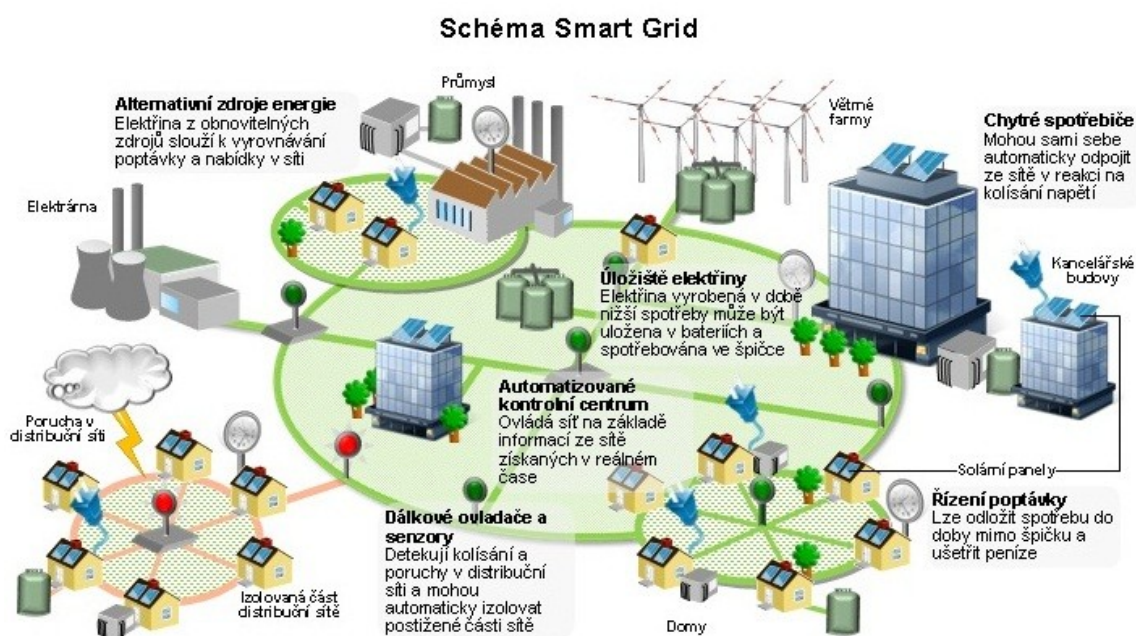 Schéma Smart Grid
Průmysl
Alternativní zdroje energie
Elektřina z obnovitelných
zdrojů slouží k vyrovnávání
poptávky a nabídky v síti
Větrné
farmy
Chytré spotřebiče
Mohou sami sebe
automaticky odpojit
ze sítě v reakci na
kolísání napětí
Elektrárna
Kancelářské
budovy
Úložiště elektřiny
Elektřina vyrobená v době
nižší spotřeby může být
uložena v bateriích a
spotřebována ve špičce
Automatizované
kontrolní centrum
Ovládá síť na základě
informací ze sítě
získaných v reálném
čase
Porucha v
distribuční síti
Solární panely
Řízení poptávky
Lze odložit spotřebu do
doby mimo špičku a
ušetřit peníze
Dálkové ovladače a
senzory
Detekují kolísání a
poruchy v distribuční
síti a mohou
automaticky izolovat
postižené části sítě
Izolovaná část
distribuční sítě
Domy